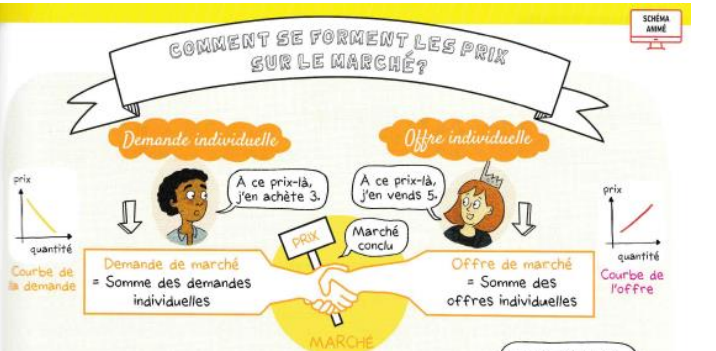 SCHÉMA
ANIMÉ
COMMENT SE FORMENT LES PRIX
SUR LE MARCHÉ?
Demande individuelle
Offre individuelle
À ce prix-là,
j'en achète 3.
À ce prix-là,
j'en vends 5.
prix
quantité
Courbe de
la demande
PRIX
Marché
conclu
prix
quantité
Courbe de
l'offre
Demande de marché
= Somme des demandes
individuelles
Offre de marché
= Somme des
offres individuelles
MARCHÉ